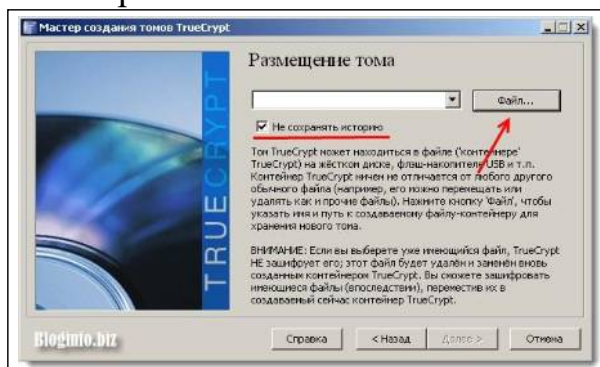 Мастер создания томов TrueCrypt
TRUECRYPT
Размещение тома
Файл...
Не сохранять историю
Том TrueCrypt может находиться в файле ('контейнере'
TrueCrypt) на жёстком диске, флэш-накопителе USB и т.п.
Контейнер TrueCrypt ничем не отличается от любого другого
обычного файла (например, его можно перемещать или
удалять как и прочие файлы). Нажмите кнопку 'Файл', чтобы
указать имя и путь к создаваемому файлу-контейнеру для
хранения нового тома.
ВНИМАНИЕ: Если вы выберете уже имеющийся файл, TrueCrypt
НЕ зашифрует его; этот файл будет удалён и заменён вновь
созданным контейнером TrueCrypt. Вы сможете зашифровать
имеющиеся файлы (впоследствии), переместив их в
создаваемый сейчас контейнер TrueCrypt.
Bloginfo.biz
Справка
< Назад
Далее >
Отмена